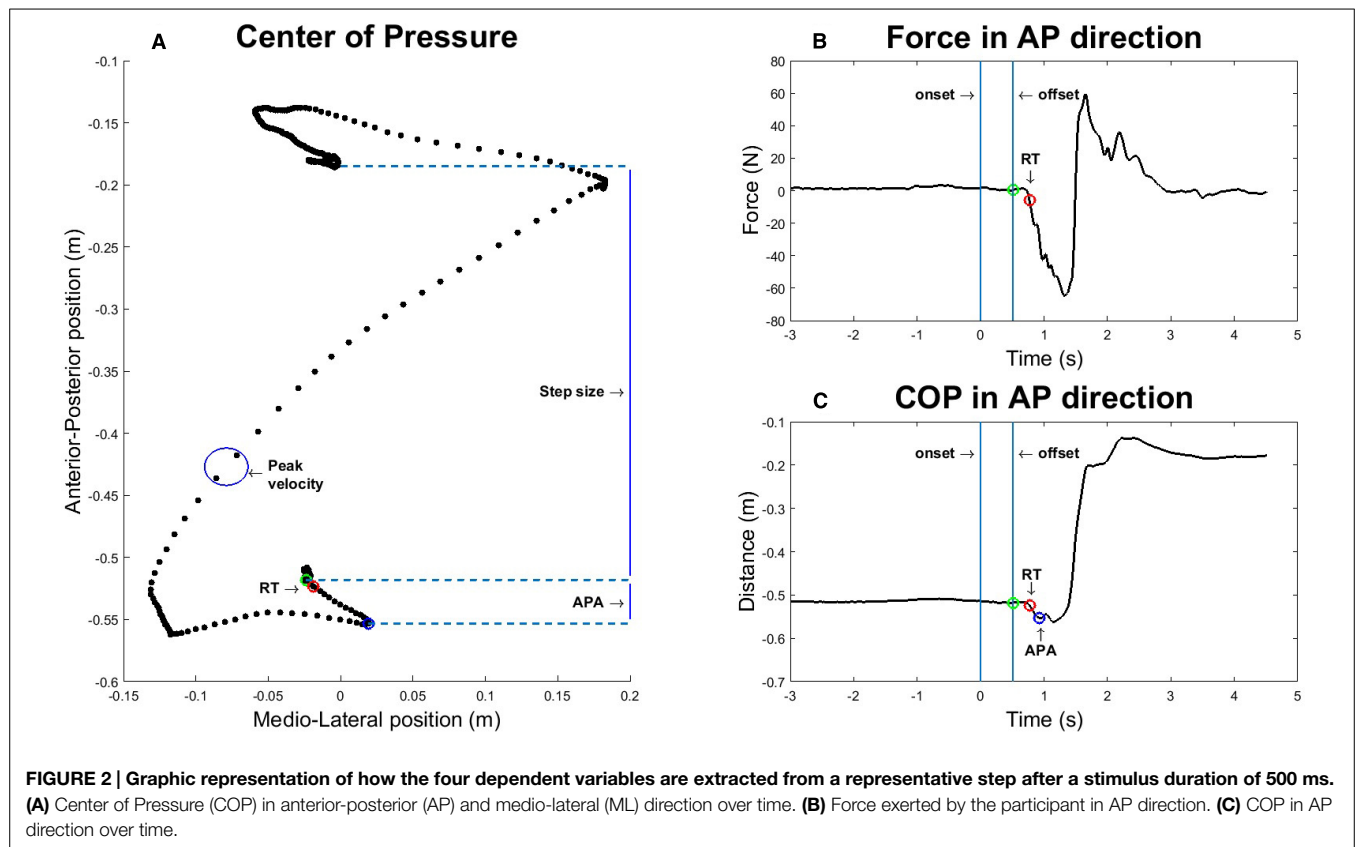 A
Center of Pressure
-0.1
-0.15
-0.2
-0.25
-0.3
-0.35
-0.4
-0.45
-0.5
-0.55
-0.6
Anterior-Posterior position (m)
Step size →
← Peak
velocity
RT →
APA →
-0.15
-0.1
-0.05
0
0.05
0.1
0.15
0.2
Medio-Lateral position (m)
B
Force in AP direction
80
60
40
20
0
-20
-40
-60
-80
Force (N)
onset →
← offset
RT
↓
-3
-2
-1
0
1
2
3
4
5
Time (s)
C
COP in AP direction
-0.1
-0.2
-0.3
-0.4
-0.5
-0.6
-0.7
Distance (m)
onset →
← offset
RT
↓
↑
APA
-3
-2
-1
0
1
2
3
4
5
Time (s)
FIGURE 2 | Graphic representation of how the four dependent variables are extracted from a representative step after a stimulus duration of 500 ms.
(A) Center of Pressure (COP) in anterior-posterior (AP) and medio-lateral (ML) direction over time. (B) Force exerted by the participant in AP direction. (C) COP in AP
direction over time.